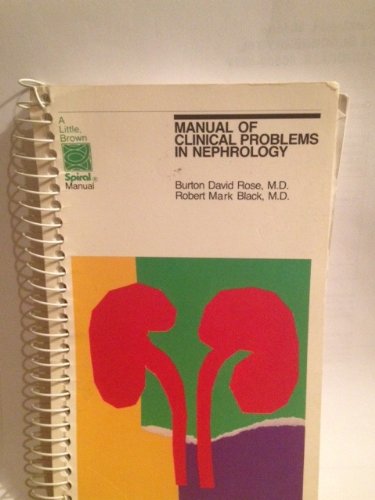 A
Little,
Brown
Spiral®
Manual
MANUAL OF
CLINICAL PROBLEMS
IN NEPHROLOGY
Burton David Rose, M.D.
Robert Mark Black, M.D.